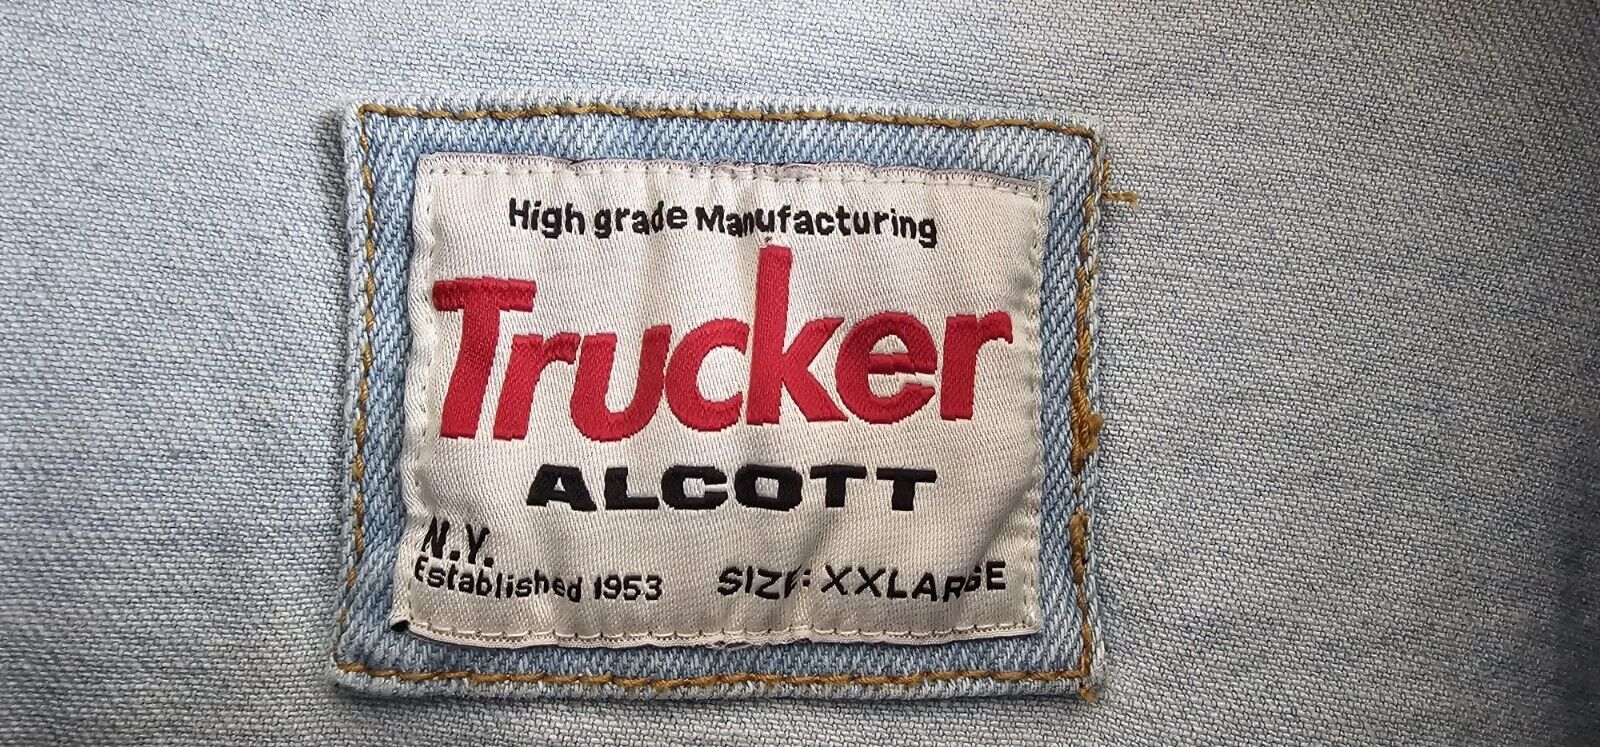 High grade Manufacturing
Trucker
ALCOTT
N.Y.
Established 1953 SIZE: XXLARGE